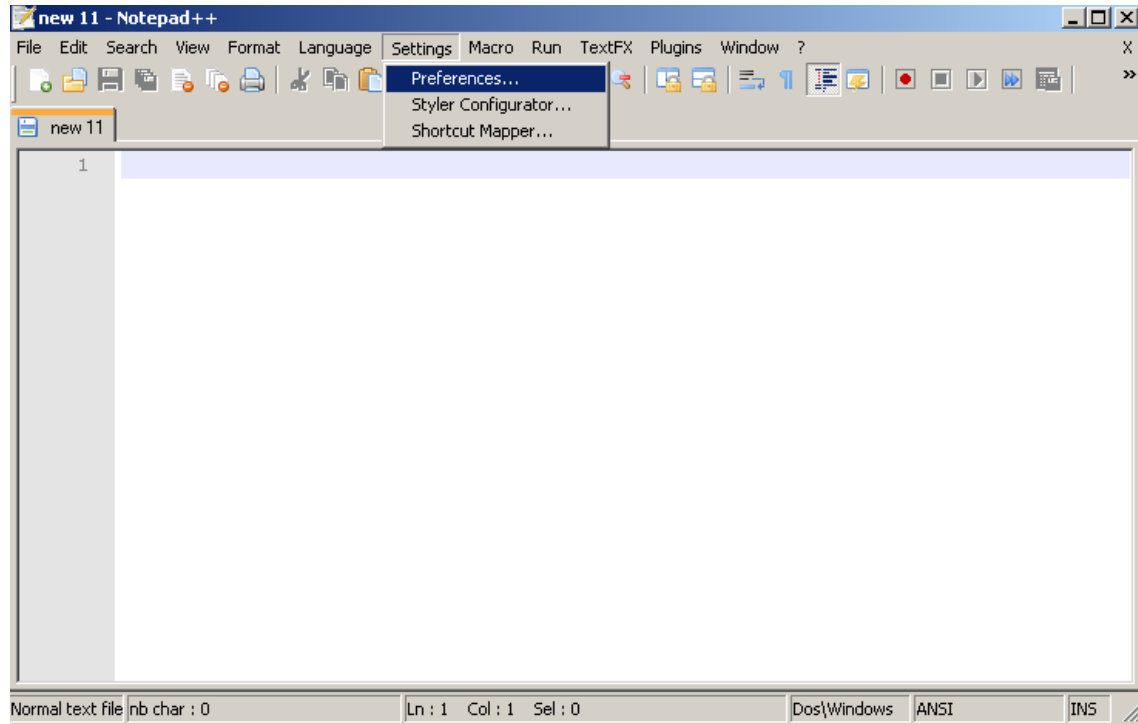 new 11 - Notepad++
File Edit Search View Format Language Settings Macro Run TextFX Plugins Window ? X
Preferences...
Styler Configurator...
Shortcut Mapper...
new 11
1
Normal text file nb char : 0 Ln : 1 Col : 1 Sel : 0 Dos\Windows ANSI INS